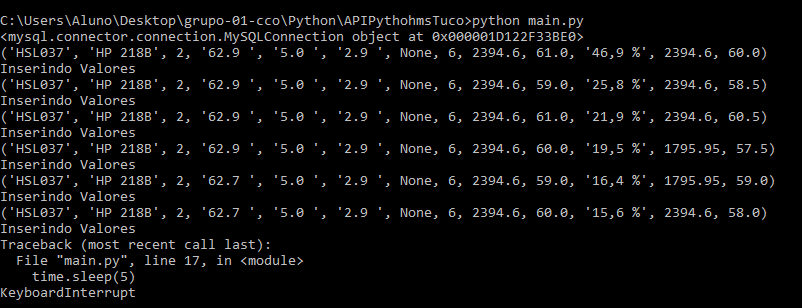 C:\Users\Aluno\Desktop\grupo-01-cco\Python\APIPythohmsTuco>python main.py
<mysql.connector.connection.MySQLConnection object at 0x000001D122F33BE0>
('HSL037', 'HP 218B', 2, '62.9 ', '5.0 ', '2.9 ', None, 6, 2394.6, 61.0, '46,9 %', 2394.6, 60.0)
Inserindo Valores
('HSL037', 'HP 218B', 2, '62.9 ', '5.0 ', '2.9 ', None, 6, 2394.6, 59.0, '25,8 %', 2394.6, 58.5)
Inserindo Valores
('HSL037', 'HP 218B', 2, '62.9 ', '5.0 ', '2.9 ', None, 6, 2394.6, 61.0, '21,9 %', 2394.6, 60.5)
Inserindo Valores
('HSL037', 'HP 218B', 2, '62.9 ', '5.0 ', '2.9 ', None, 6, 2394.6, 60.0, '19,5 %', 1795.95, 57.5)
Inserindo Valores
('HSL037', 'HP 218B', 2, '62.7 ', '5.0 ', '2.9 ', None, 6, 2394.6, 59.0, '16,4 %', 1795.95, 59.0)
Inserindo Valores
('HSL037', 'HP 218B', 2, '62.7 ', '5.0 ', '2.9 ', None, 6, 2394.6, 60.0, '15,6 %', 2394.6, 58.0)
Inserindo Valores
Traceback (most recent call last):
  File "main.py", line 17, in <module>
    time.sleep(5)
KeyboardInterrupt